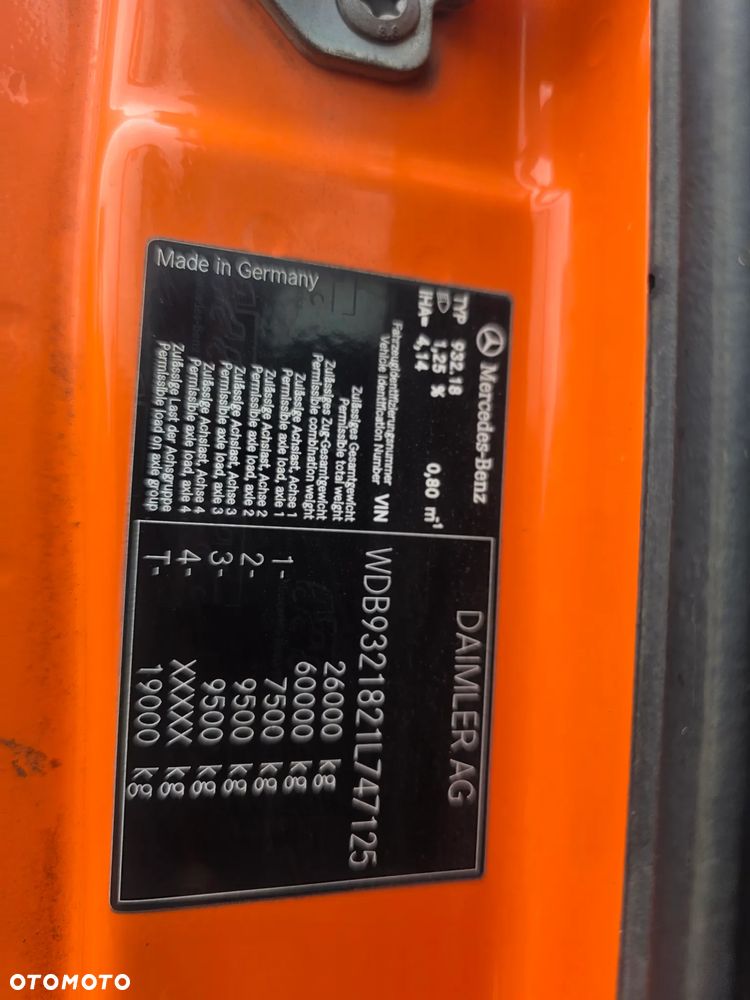 Mercedes-Benz
TYP 932.18
1,25 % 0,80 m⁻¹
IHA= 4,14
DAIMLER AG
Fahrzeugidentifizierungsnummer
Vehicle Identification Number VIN WDB9321821L747125
Zulässiges Gesamtgewicht
Permissible total weight 26000 kg
Zulässiges Zug-Gesamtgewicht
Permissible combination weight 60000 kg
Zulässige Achslast, Achse 1
Permissible axle load, axle 1 1- 7500 kg
Zulässige Achslast, Achse 2
Permissible axle load, axle 2 2- 9500 kg
Zulässige Achslast, Achse 3
Permissible axle load, axle 3 3- 9500 kg
Zulässige Achslast, Achse 4
Permissible axle load, axle 4 4- XXXXX kg
Zulässige Last der Achsgruppe
Permissible load on axle group T- 19000 kg
Made in Germany
OTOMOTO